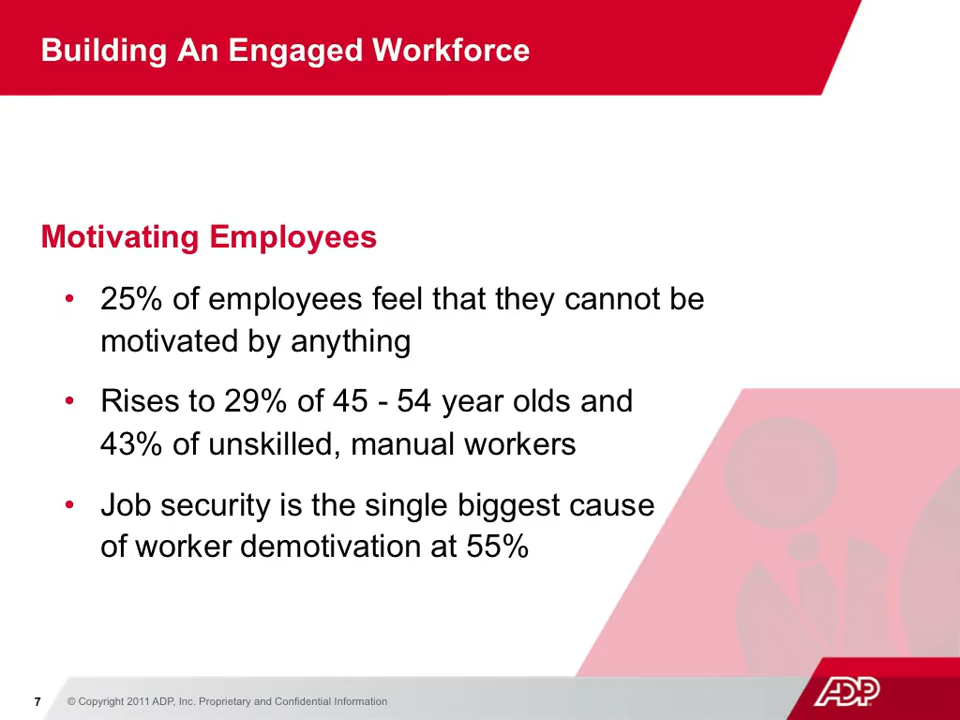 Building An Engaged Workforce
Motivating Employees
• 25% of employees feel that they cannot be
motivated by anything
• Rises to 29% of 45 - 54 year olds and
43% of unskilled, manual workers
• Job security is the single biggest cause
of worker demotivation at 55%
7 © Copyright 2011 ADP, Inc. Proprietary and Confidential Information
ADP